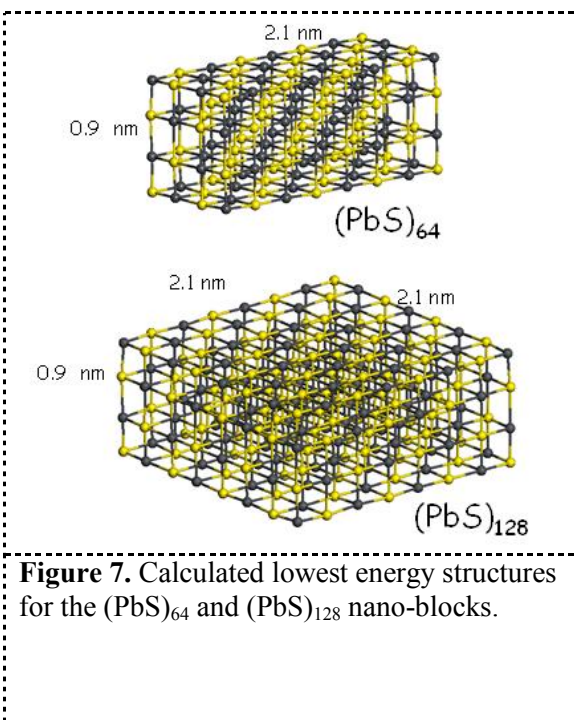 2.1 nm
0.9 nm
(PbS)64
2.1 nm
2.1 nm
0.9 nm
(PbS)128
Figure 7. Calculated lowest energy structures
for the (PbS)64 and (PbS)128 nano-blocks.